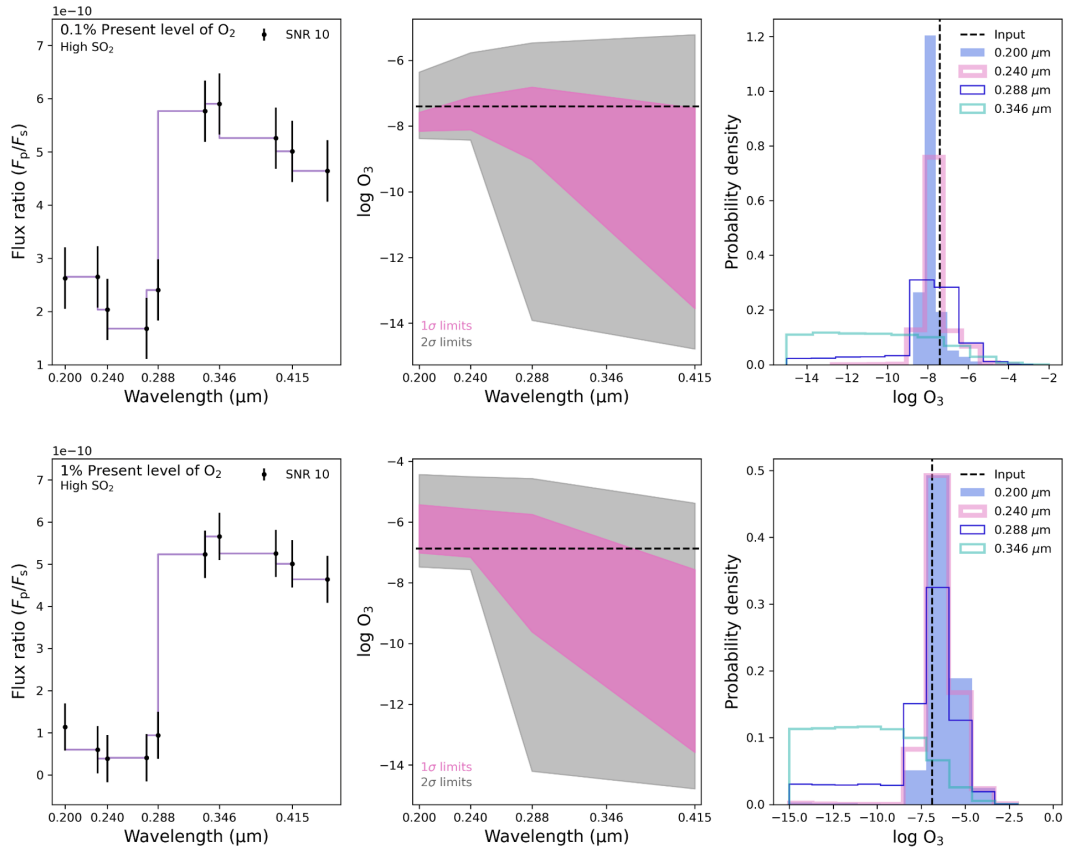 1e−10
0.1% Present level of O₂
High SO₂
SNR 10
7
6
5
4
3
2
1
Flux ratio (Fp/Fs)
0.200 0.240 0.288 0.346 0.415
Wavelength (μm)
−6
−8
−10
−12
−14
log O₃
1σ limits
2σ limits
0.200 0.240 0.288 0.346 0.415
Wavelength (μm)
Input
0.200 μm
0.240 μm
0.288 μm
0.346 μm
1.2
1.0
0.8
0.6
0.4
0.2
0.0
Probability density
−14 −12 −10 −8 −6 −4 −2
log O₃
1e−10
1% Present level of O₂
High SO₂
SNR 10
7
6
5
4
3
2
1
0
Flux ratio (Fp/Fs)
0.200 0.240 0.288 0.346 0.415
Wavelength (μm)
−4
−6
−8
−10
−12
−14
log O₃
1σ limits
2σ limits
0.200 0.240 0.288 0.346 0.415
Wavelength (μm)
Input
0.200 μm
0.240 μm
0.288 μm
0.346 μm
0.5
0.4
0.3
0.2
0.1
0.0
Probability density
−15.0 −12.5 −10.0 −7.5 −5.0 −2.5 0.0
log O₃